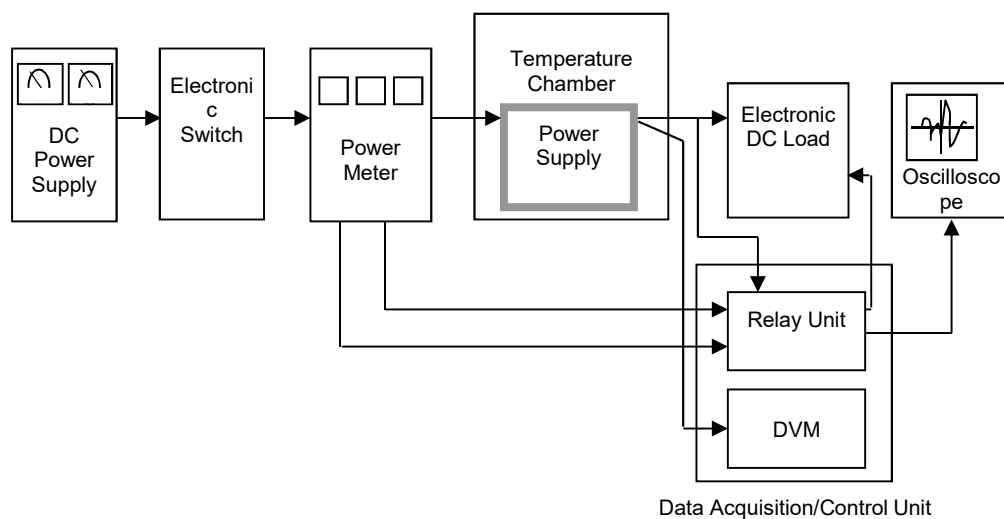 DC
Power
Supply
Electroni
c
Switch
Power
Meter
Temperature
Chamber
Power
Supply
Electronic
DC Load
Oscillosco
pe
Relay Unit
DVM
Data Acquisition/Control Unit